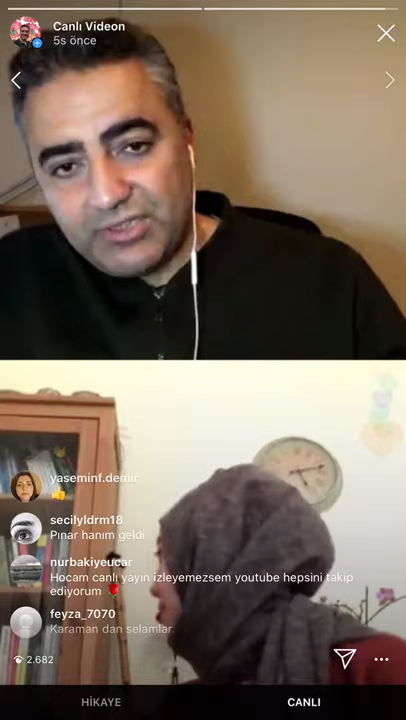 Canlı Videon
5s önce
yaseminf.demir
👍
secilyldrm18
Pınar hanım geldi
nurbakiyeucar
Hocam canlı yayın izleyemezsem youtube hepsini takip
ediyorum 🌹
feyza_7070
Karaman dan selamlar
2.682
HİKAYE
CANLI